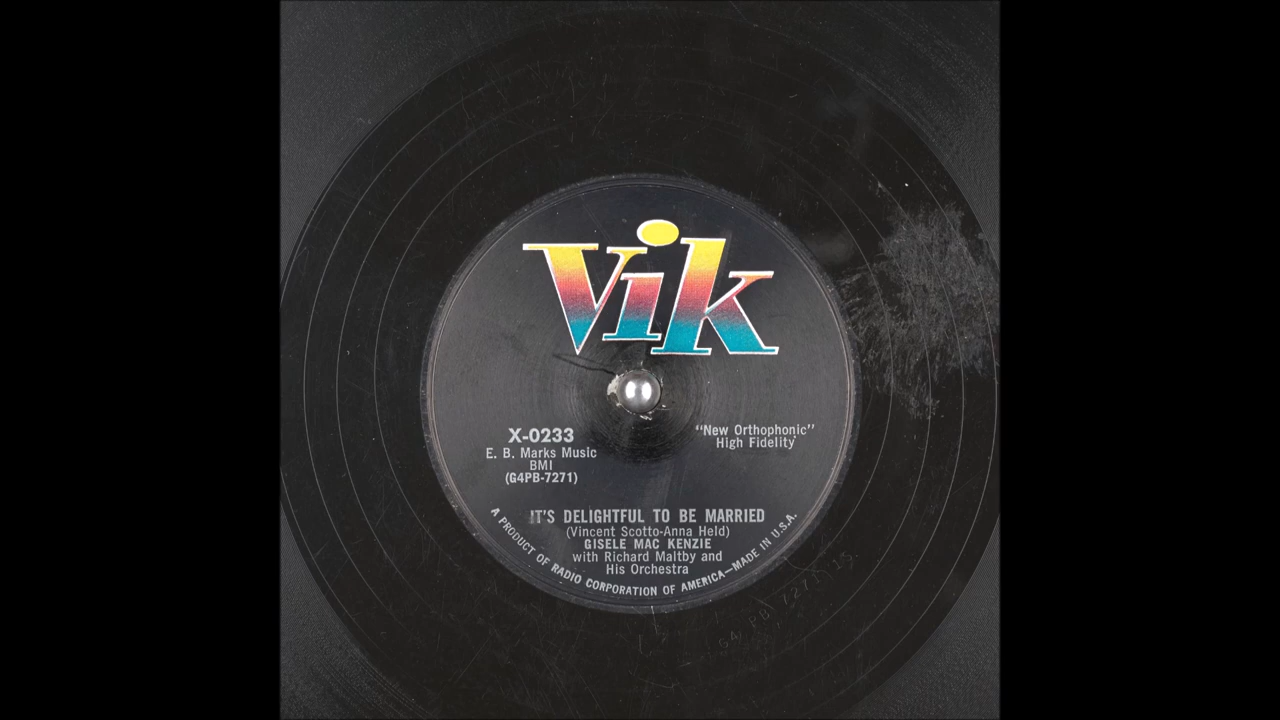 Vik
X-0233
E. B. Marks Music
BMI
(G4PB-7271)
"New Orthophonic"
High Fidelity
IT'S DELIGHTFUL TO BE MARRIED
(Vincent Scotto-Anna Held)
GISELE MAC KENZIE
with Richard Maltby and
His Orchestra
A PRODUCT OF RADIO CORPORATION OF AMERICA—MADE IN U.S.A.